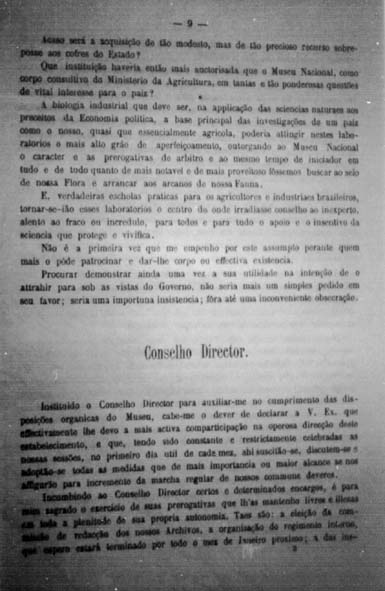 — 9 —
Acaso será a acquisição de tão modesto, mas de tão precioso recurso sobre-
posse aos cofres do Estado?
Que instituição haveria então mais auctorisada que o Museu Nacional, como
corpo consultivo do Ministerio da Agricultura, em tantas e tão ponderosas questões
de vital interesse para o paiz?
A biologia industrial que deve ser, na applicação das sciencias naturaes aos
preceitos da Economia politica, a base principal das investigações de um paiz
como o nosso, quasi que essencialmente agricola, poderia attingir nestes labo-
ratorios o mais alto gráo de aperfeiçoamento, outorgando ao Museu Nacional
o caracter e as prerogativas de arbitro e ao mesmo tempo de iniciador em
tudo e de tudo quanto de mais notavel e de mais proveitoso fôssemos buscar ao seio
de nossa Flora e arrancar aos arcanos de nossa Fauna.
E, verdadeiras escholas praticas para os agricultores e industriaes brasileiros,
tornar-se-ião esses laboratorios o centro do onde irradiasse conselho ao inexperto,
alento ao fraco ou incredulo, para todos e para tudo o apoio e o insentivo da
sciencia que protege e vivifica.
Não é a primeira vez que me empenho por este assumpto perante quem
mais o póde patrocinar e dar-lhe corpo ou effectiva existencia.
Procurar demonstrar ainda uma vez a sua utilidade na intenção de o
attrahir para sob as vistas do Governo, não seria mais um simples pedido em
seu favor; seria uma importuna insistencia; fôra até uma inconveniente obsecração.
Conselho Director.
Instituido o Conselho Director para auxiliar-me no cumprimento das dis-
posições organicas do Museu, cabe-me o dever de declarar a V. Ex. que
effectivamente lhe devo a mais activa comparticipação na operosa direcção deste
estabelecimento, e que, tendo sido constante e restrictamente celebradas as
nossas sessões, no primeiro dia util de cada mez, ahi suscitão-se, discutem-se e
adoptão-se todas as medidas que de mais importancia ou maior alcance se nos
affigurão para incremento da marcha regular de nossos communs deveres.
Incumbindo ao Conselho Director certos e determinados encargos, é para
mim sagrado o exercicio de suas prerogativas que lh'as mantenho livres e illesas
em toda a plenitude de sua propria autonomia. Taes são: a eleição da com-
missão de redacção dos nossos Archivos, a organisação do regimento interno,
que espero estará terminado por todo o mez de Janeiro proximo; a das ins-